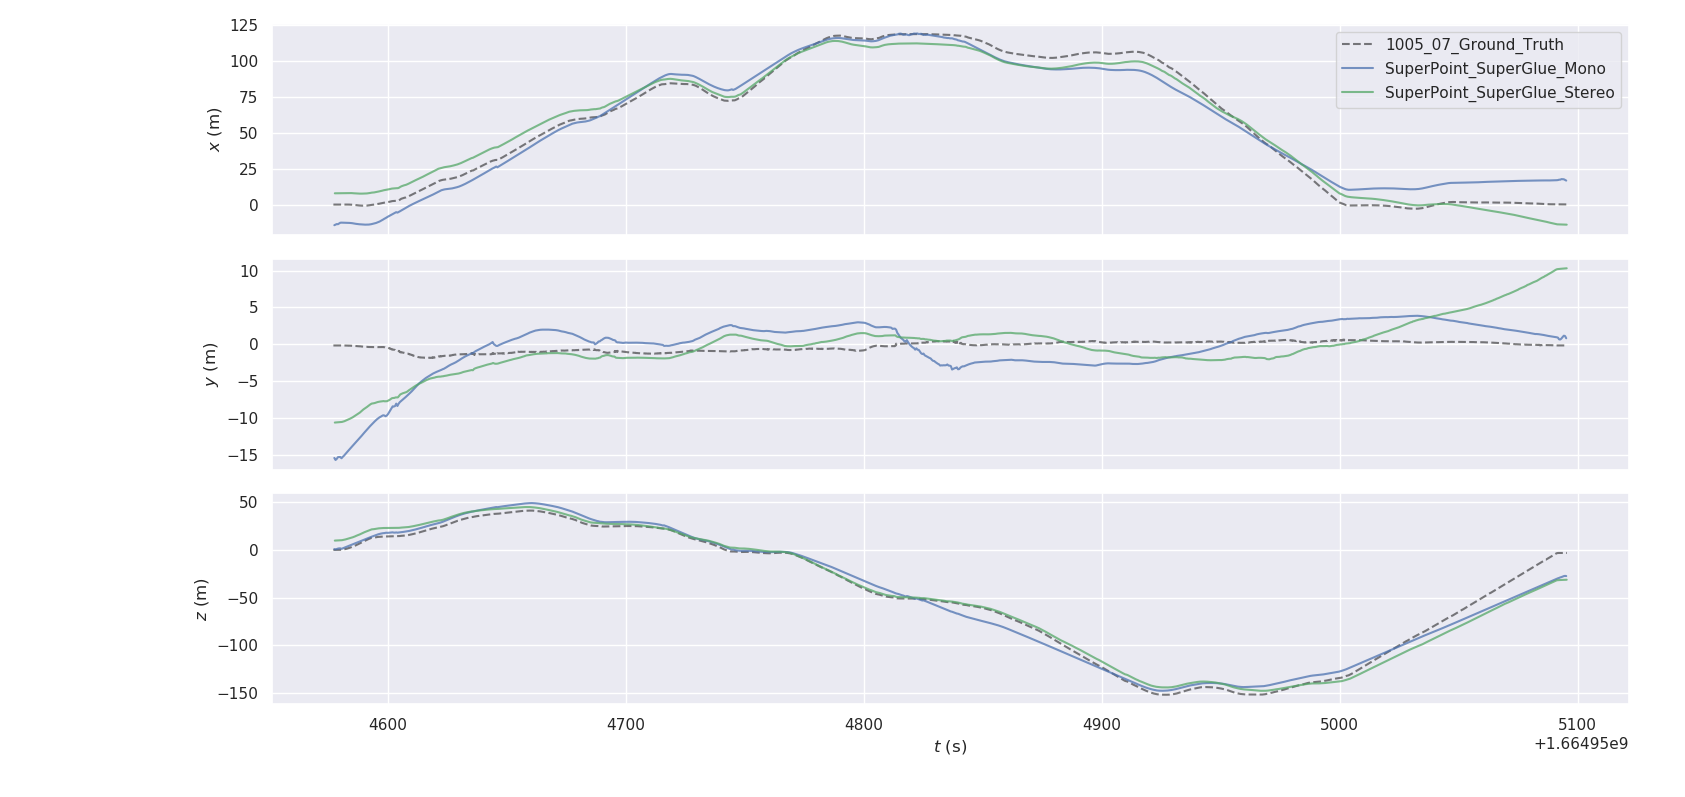 125
100
75
50
25
0
x (m)
1005_07_Ground_Truth
SuperPoint_SuperGlue_Mono
SuperPoint_SuperGlue_Stereo
10
5
0
−5
−10
−15
y (m)
50
0
−50
−100
−150
z (m)
4600 4700 4800 4900 5000 5100
t (s)
+1.66495e9